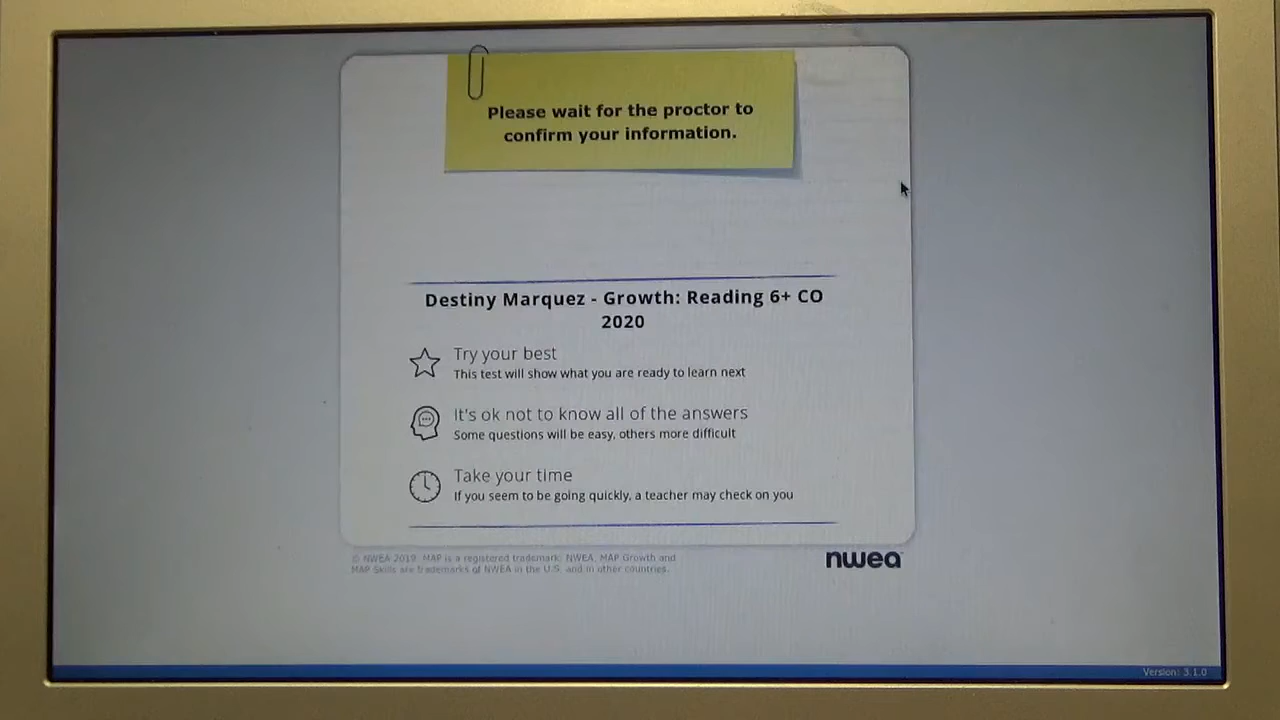 Please wait for the proctor to
confirm your information.
Destiny Marquez - Growth: Reading 6+ CO
2020
Try your best
This test will show what you are ready to learn next
It's ok not to know all of the answers
Some questions will be easy, others more difficult
Take your time
If you seem to be going quickly, a teacher may check on you
© NWEA 2019. MAP is a registered trademark. NWEA, MAP Growth and
MAP Skills are trademarks of NWEA in the U.S. and in other countries.
nwea
Version: 3.1.0